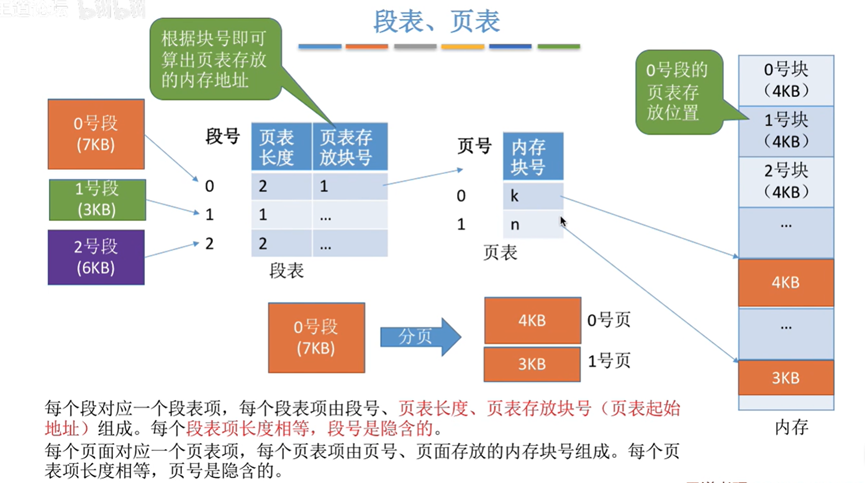 bilibili
段表、页表
根据块号即可
算出页表存放
的内存地址
0号段的
页表存
放位置
0号段
(7KB)
1号段
(3KB)
2号段
(6KB)
段号
页表
长度
页表存
放块号
0 2 1
1 1 …
2 2 …
段表
页号
内存
块号
0 k
1 n
页表
0号块
（4KB）
1号块
（4KB）
2号块
（4KB）
…
4KB
…
3KB
内存
0号段
(7KB)
分页
4KB 0号页
3KB 1号页
每个段对应一个段表项，每个段表项由段号、页表长度、页表存放块号（页表起始
地址）组成。每个段表项长度相等，段号是隐含的。
每个页面对应一个页表项，每个页表项由页号、页面存放的内存块号组成。每个页
表项长度相等，页号是隐含的。